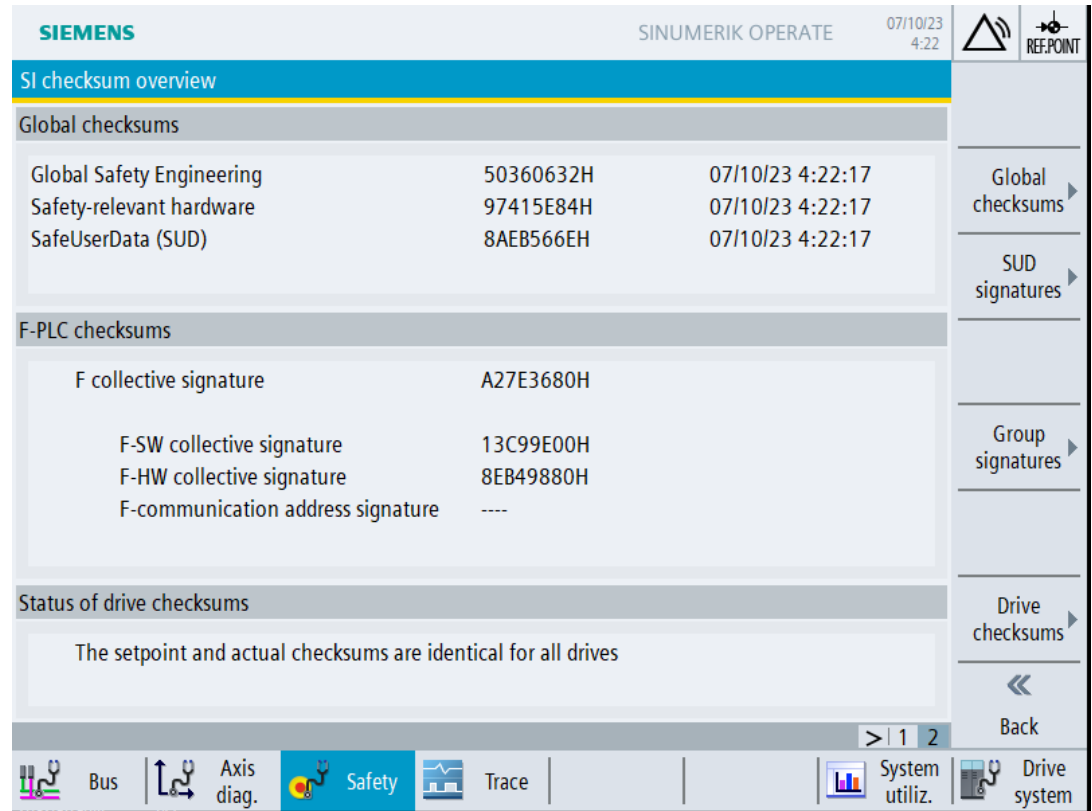 SIEMENS
SINUMERIK OPERATE
07/10/23
4:22
REF.POINT
SI checksum overview
Global checksums
Global Safety Engineering 50360632H 07/10/23 4:22:17
Safety-relevant hardware 97415E84H 07/10/23 4:22:17
SafeUserData (SUD) 8AEB566EH 07/10/23 4:22:17
F-PLC checksums
F collective signature A27E3680H
F-SW collective signature 13C99E00H
F-HW collective signature 8EB49880H
F-communication address signature ----
Status of drive checksums
The setpoint and actual checksums are identical for all drives
Global
checksums
SUD
signatures
Group
signatures
Drive
checksums
Back
> 1 2
Bus
Axis
diag.
Safety
Trace
System
utiliz.
Drive
system